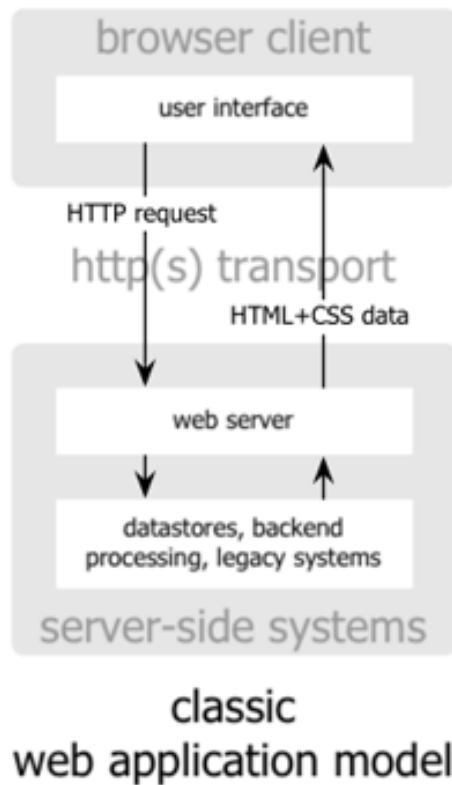 browser client
user interface
HTTP request
http(s) transport
HTML+CSS data
web server
datastores, backend
processing, legacy systems
server-side systems
classic
web application model